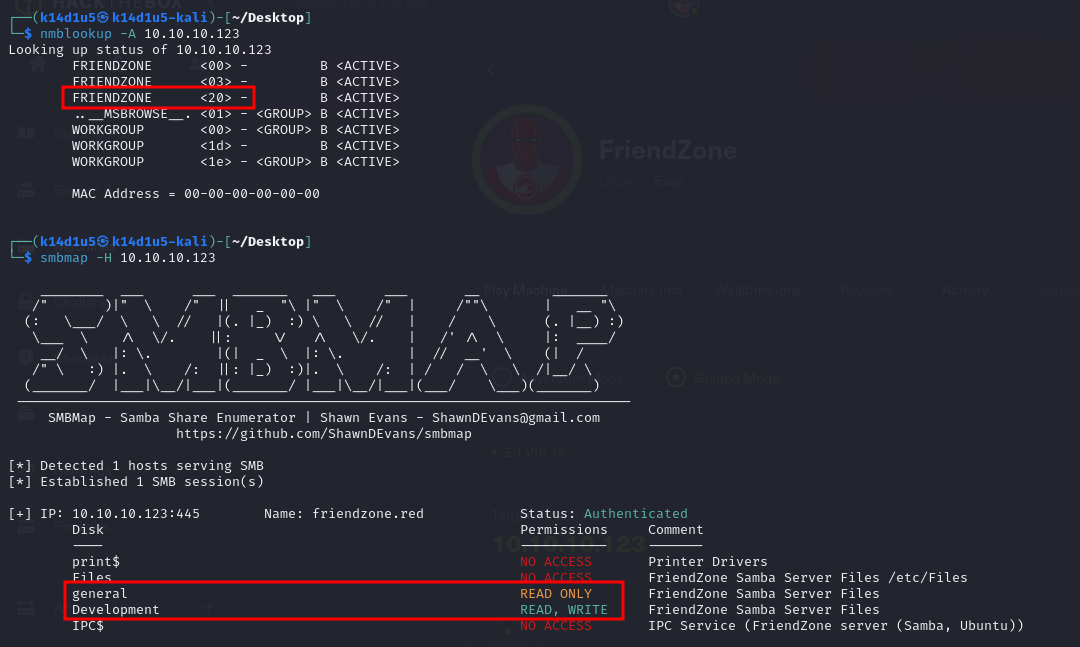 ┌──(k14d1u5㉿k14d1u5-kali)-[~/Desktop]
└─$ nmblookup -A 10.10.10.123
Looking up status of 10.10.10.123
FRIENDZONE <00> - B <ACTIVE>
FRIENDZONE <03> - B <ACTIVE>
FRIENDZONE <20> - B <ACTIVE>
..__MSBROWSE__. <01> - <GROUP> B <ACTIVE>
WORKGROUP <00> - <GROUP> B <ACTIVE>
WORKGROUP <1d> - B <ACTIVE>
WORKGROUP <1e> - <GROUP> B <ACTIVE>
MAC Address = 00-00-00-00-00-00
┌──(k14d1u5㉿k14d1u5-kali)-[~/Desktop]
└─$ smbmap -H 10.10.10.123
SMBMAP
SMBMap - Samba Share Enumerator | Shawn Evans - ShawnDEvans@gmail.com
https://github.com/ShawnDEvans/smbmap
[*] Detected 1 hosts serving SMB
[*] Established 1 SMB session(s)
[+] IP: 10.10.10.123:445 Name: friendzone.red Status: Authenticated
Disk Permissions Comment
---- ----------- -------
print$ NO ACCESS Printer Drivers
Files NO ACCESS FriendZone Samba Server Files /etc/Files
general READ ONLY FriendZone Samba Server Files
Development READ, WRITE FriendZone Samba Server Files
IPC$ NO ACCESS IPC Service (FriendZone server (Samba, Ubuntu))
HACKTHEBOX
FriendZone
Linux Easy
Play Machine Machine Info Walkthroughs Reviews Activity
Guided Mode
EU VIP 15
10.10.10.123